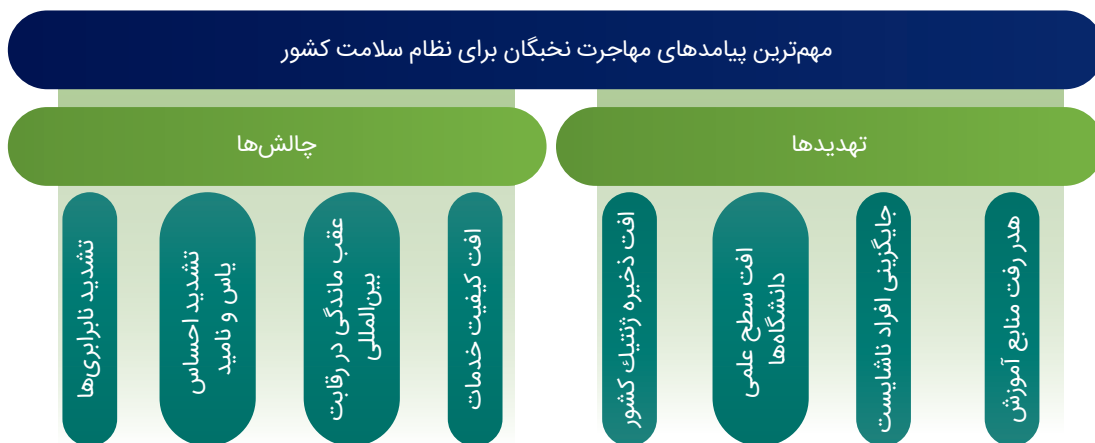 مهم‌ترین پیامدهای مهاجرت نخبگان برای نظام سلامت کشور
تهدیدها
هدر رفت منابع آموزش
جایگزینی افراد ناشایست
افت سطح علمی
دانشگاه‌ها
افت ذخیره ژنتیك کشور
چالش‌ها
افت کیفیت خدمات
عقب ماندگی در رقابت
بین‌المللی
تشدید احساس
یاس و نامید
تشدید نابرابری‌ها